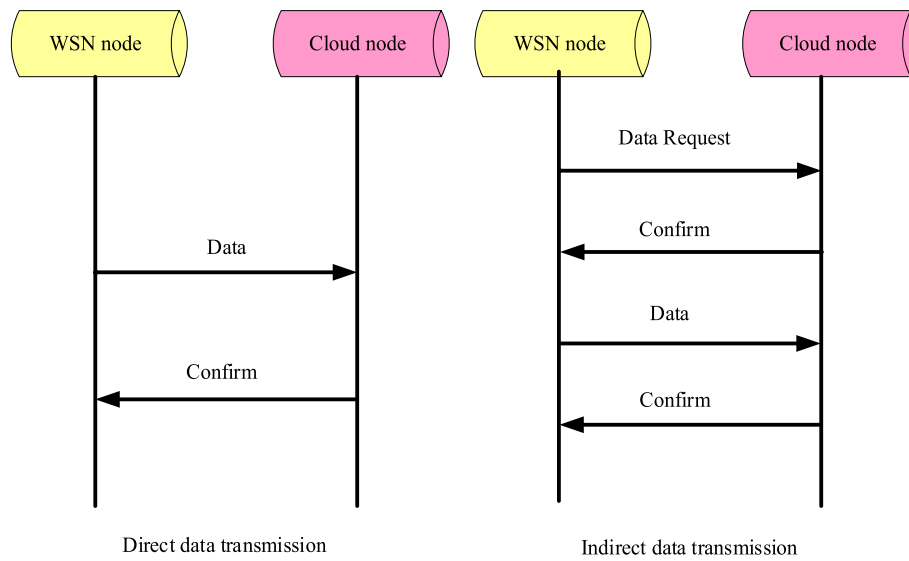 WSN node
Cloud node
Data
Confirm
Direct data transmission
WSN node
Cloud node
Data Request
Confirm
Data
Confirm
Indirect data transmission